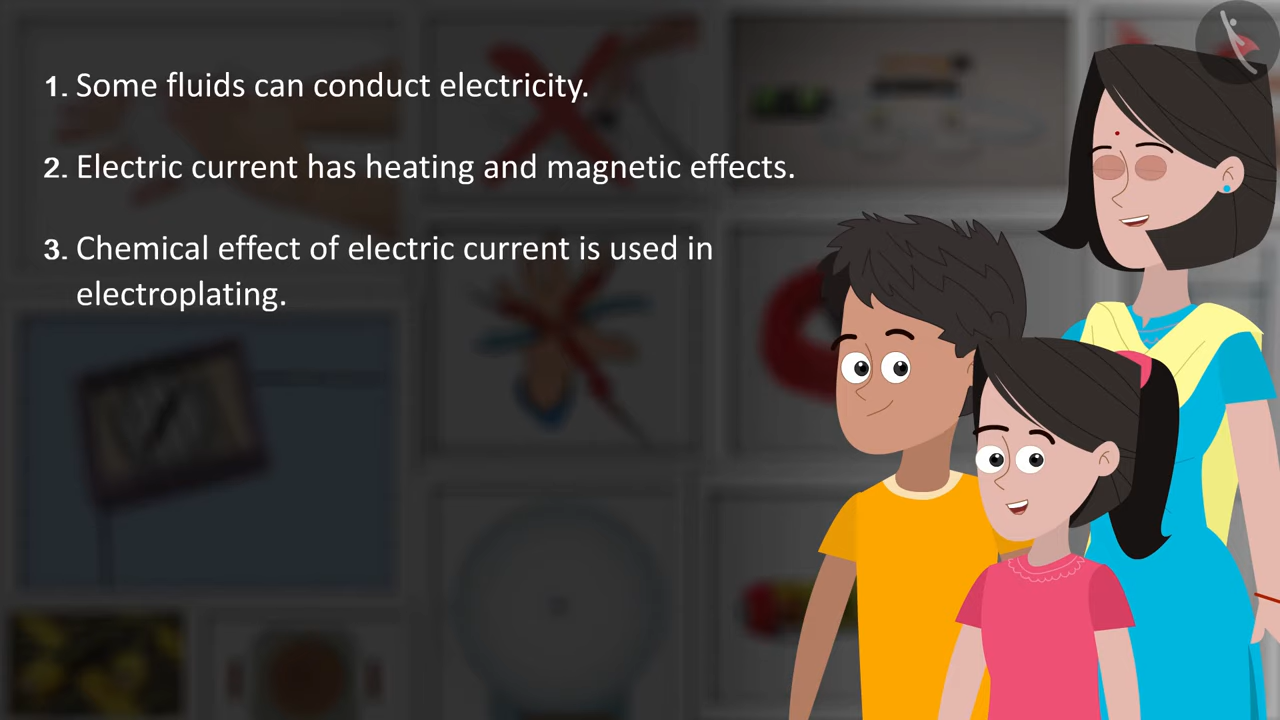 1. Some fluids can conduct electricity.
2. Electric current has heating and magnetic effects.
3. Chemical effect of electric current is used in
electroplating.